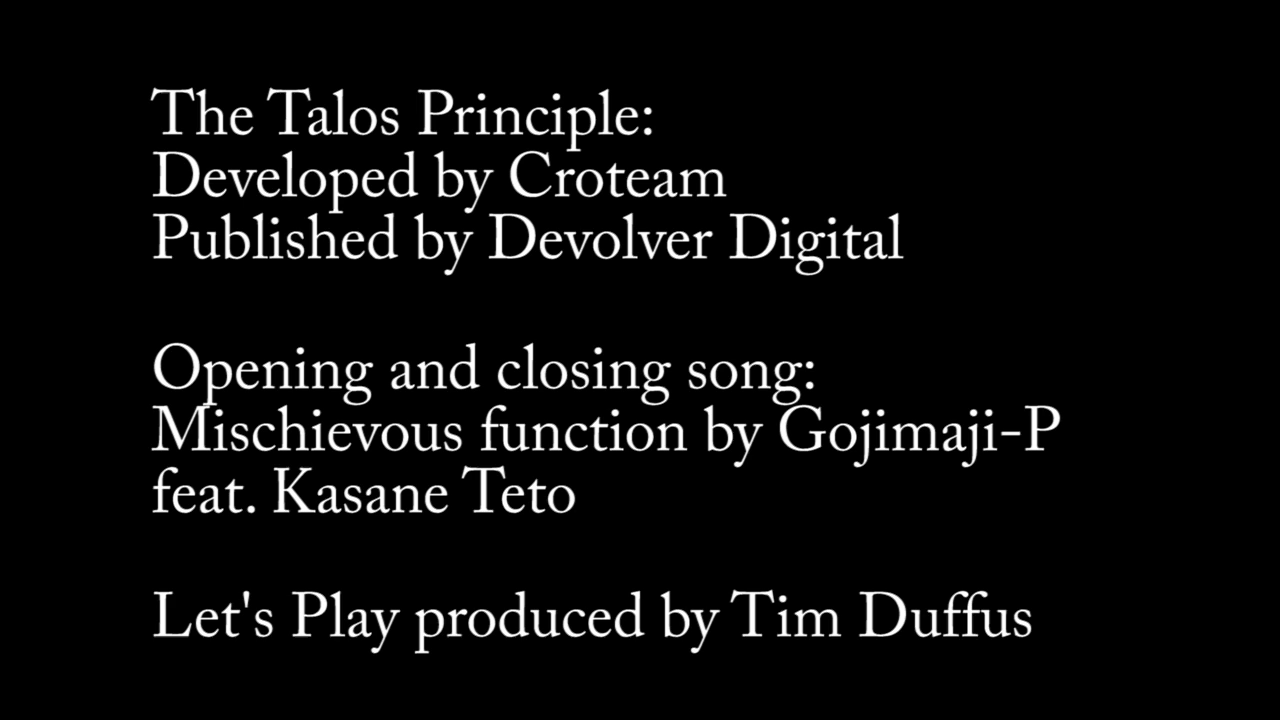 The Talos Principle:
Developed by Croteam
Published by Devolver Digital
Opening and closing song:
Mischievous function by Gojimaji-P
feat. Kasane Teto
Let's Play produced by Tim Duffus